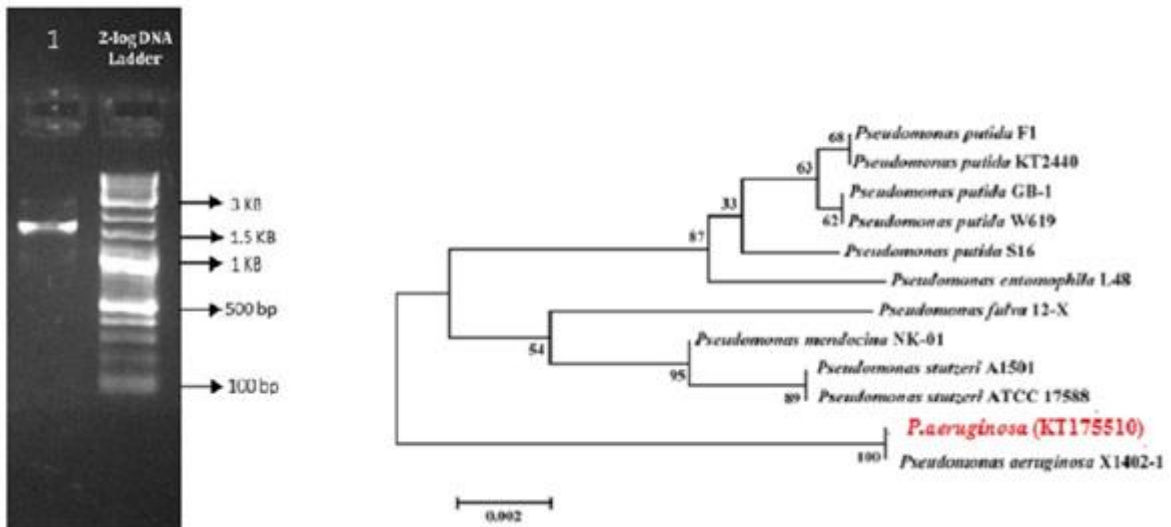 1
2-log DNA
Ladder
3 KB
1.5 KB
1 KB
500 bp
100 bp
68
Pseudomonas putida F1
Pseudomonas putida KT2440
63
Pseudomonas putida GB-1
62
Pseudomonas putida W619
33
Pseudomonas putida S16
87
Pseudomonas entomophila L48
Pseudomonas fulva 12-X
54
Pseudomonas mendocina NK-01
95
Pseudomonas stutzeri A1501
89
Pseudomonas stutzeri ATCC 17588
P.aeruginosa (KT175510)
100
Pseudomonas aeruginosa X1402-1
0.002